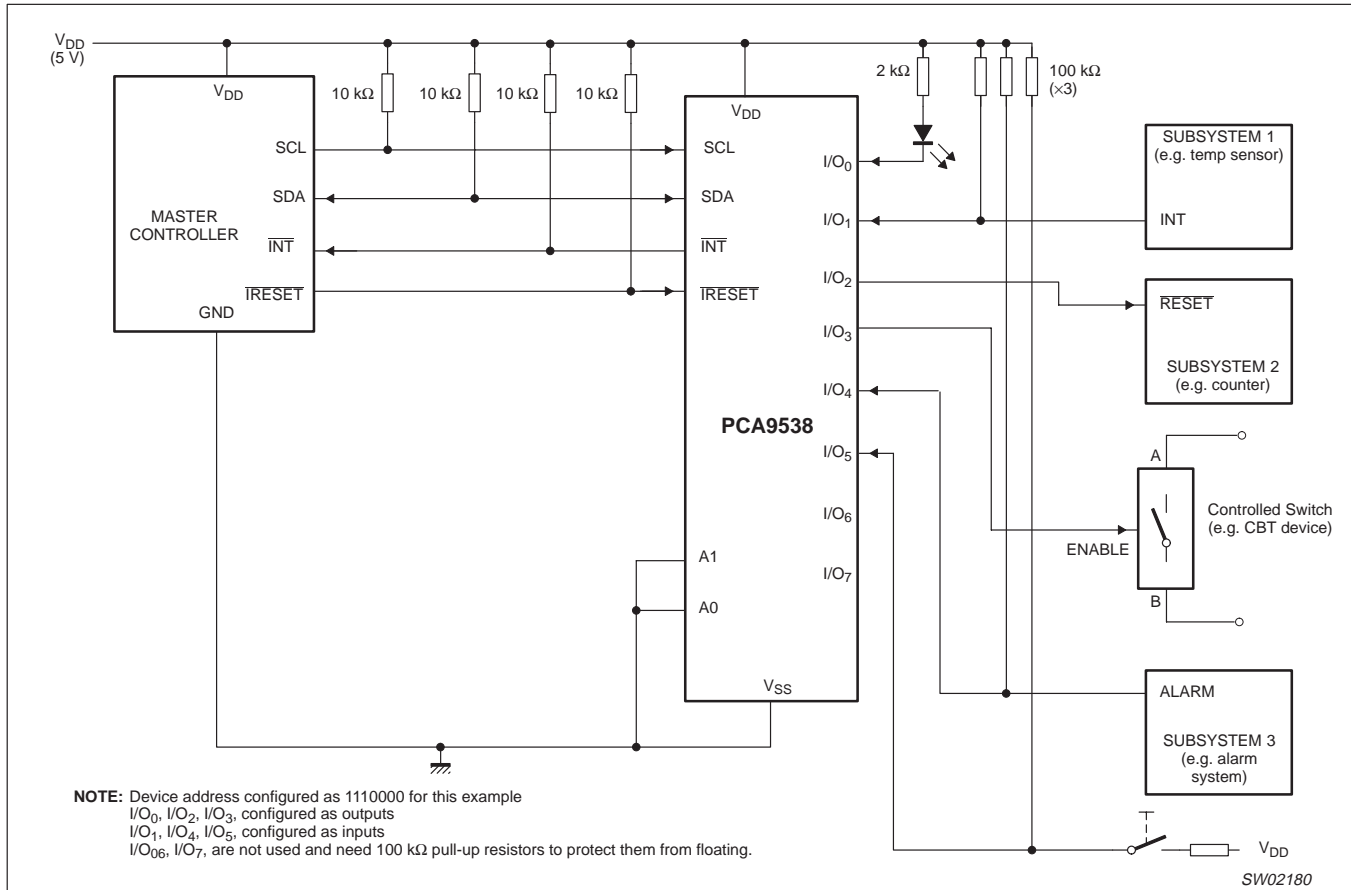 VDD
(5 V)
VDD
10 kΩ
10 kΩ
10 kΩ
10 kΩ
VDD
2 kΩ
100 kΩ
(×3)
MASTER
CONTROLLER
SCL
SDA
INT
IRESET
GND
SCL
SDA
INT
IRESET
PCA9538
A1
A0
VSS
I/O0
I/O1
I/O2
I/O3
I/O4
I/O5
I/O6
I/O7
SUBSYSTEM 1
(e.g. temp sensor)
INT
RESET
SUBSYSTEM 2
(e.g. counter)
A
ENABLE
B
Controlled Switch
(e.g. CBT device)
ALARM
SUBSYSTEM 3
(e.g. alarm
system)
VDD
NOTE: Device address configured as 1110000 for this example
I/O0, I/O2, I/O3, configured as outputs
I/O1, I/O4, I/O5, configured as inputs
I/O06, I/O7, are not used and need 100 kΩ pull-up resistors to protect them from floating.
SW02180